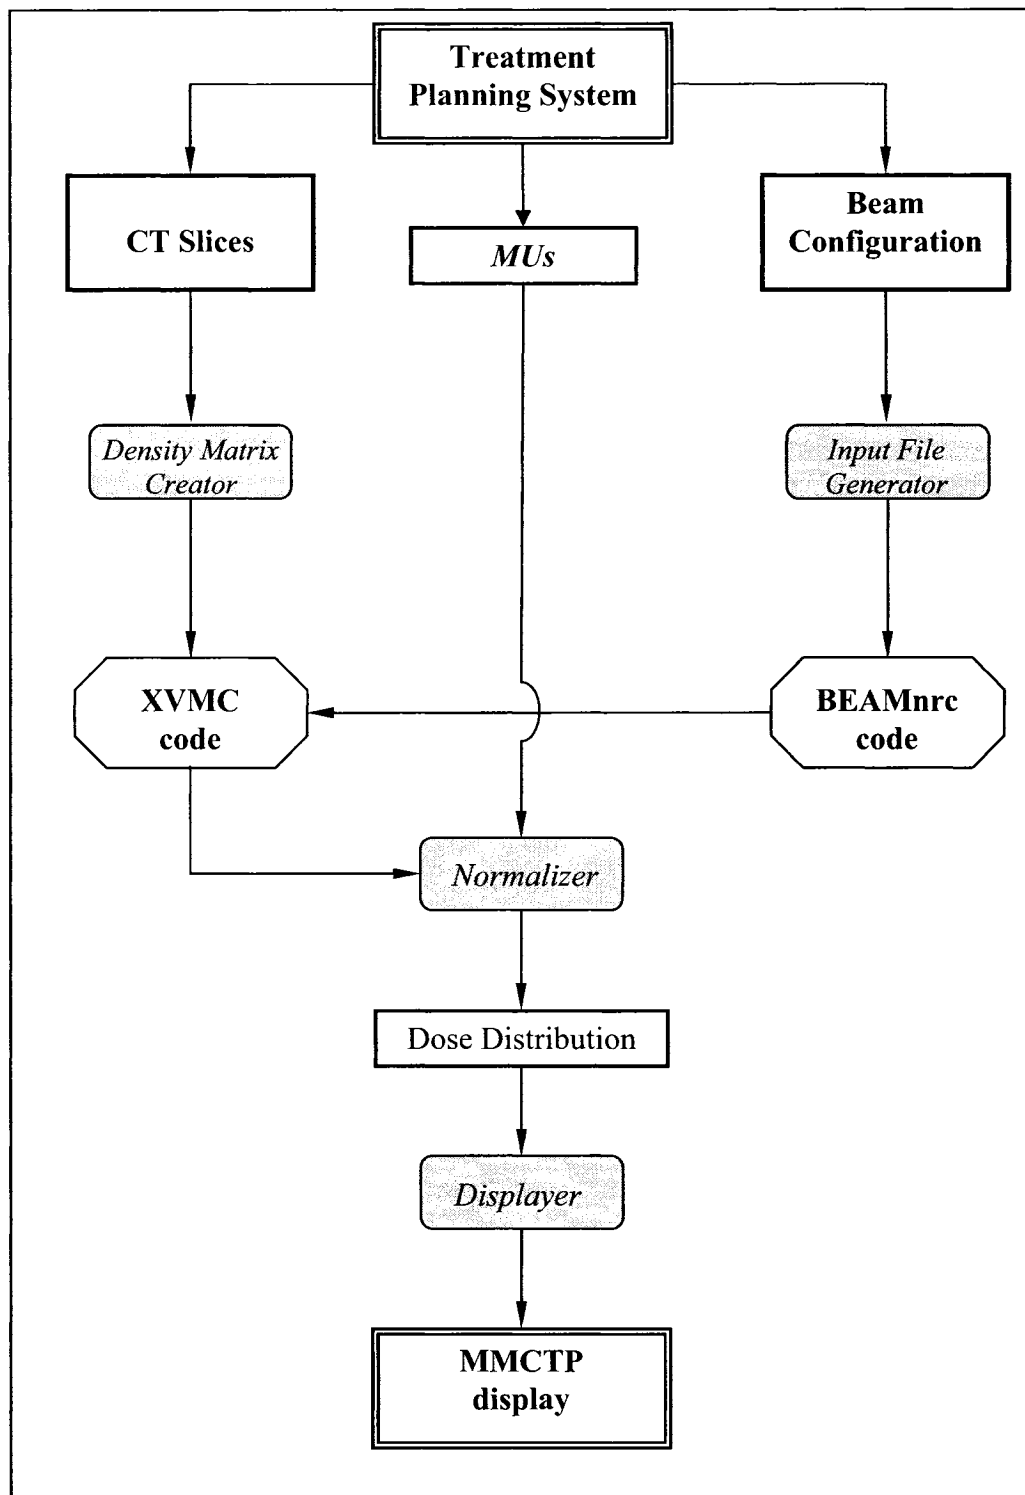 Treatment
Planning System
CT Slices
MUs
Beam
Configuration
Density Matrix
Creator
Input File
Generator
XVMC
code
BEAMnrc
code
Normalizer
Dose Distribution
Displayer
MMCTP
display